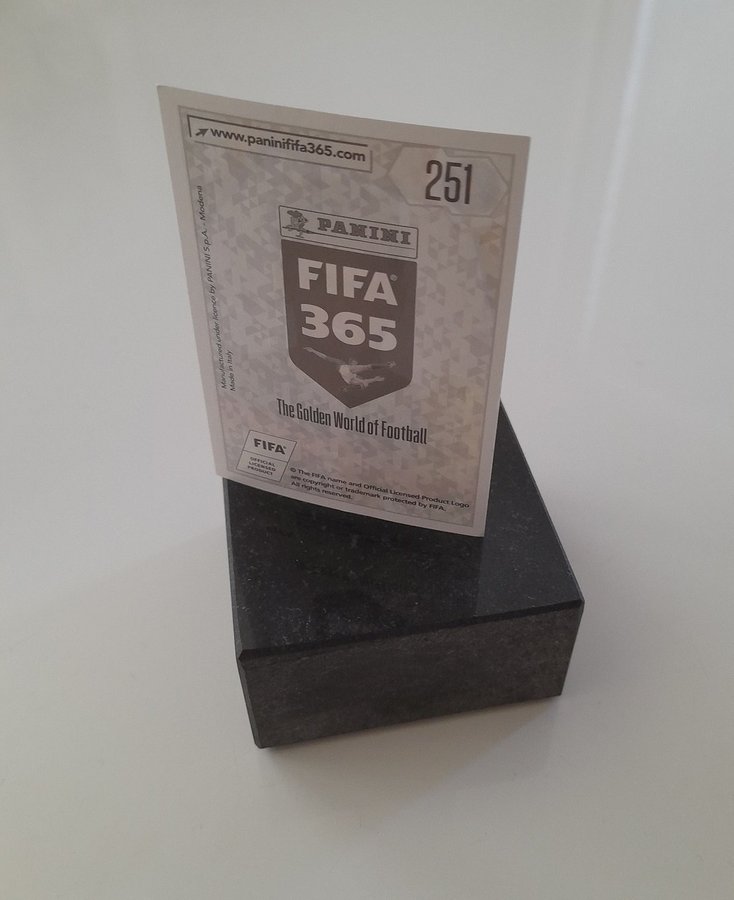 www.paninififa365.com
251
PANINI
FIFA
365
The Golden World of Football
Manufactured under licence by PANINI S.p.A. - Modena
Made in Italy
FIFA®
OFFICIAL
LICENSED
PRODUCT
© The FIFA name and Official Licensed Product Logo
are copyright or trademark protected by FIFA.
All rights reserved.